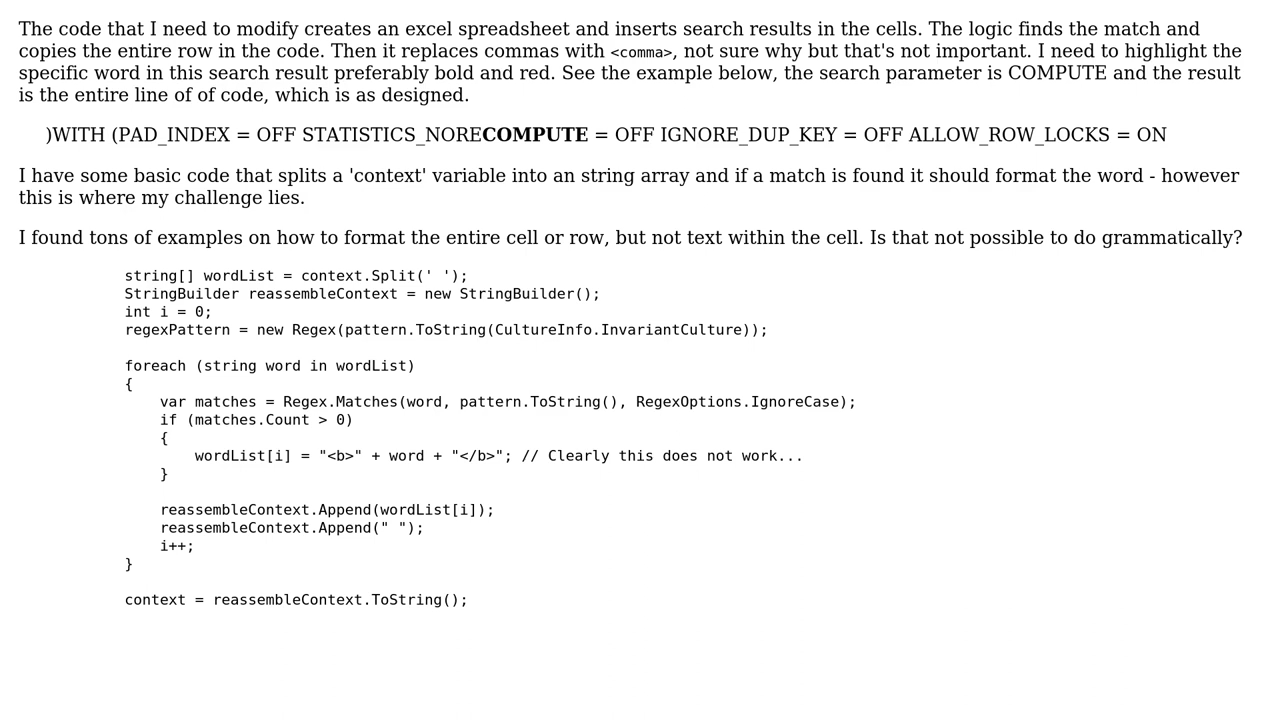 The code that I need to modify creates an excel spreadsheet and inserts search results in the cells. The logic finds the match and
copies the entire row in the code. Then it replaces commas with <comma>, not sure why but that's not important. I need to highlight the
specific word in this search result preferably bold and red. See the example below, the search parameter is COMPUTE and the result
is the entire line of of code, which is as designed.
)WITH (PAD_INDEX = OFF STATISTICS_NORECOMPUTE = OFF IGNORE_DUP_KEY = OFF ALLOW_ROW_LOCKS = ON
I have some basic code that splits a 'context' variable into an string array and if a match is found it should format the word - however
this is where my challenge lies.
I found tons of examples on how to format the entire cell or row, but not text within the cell. Is that not possible to do grammatically?
string[] wordList = context.Split(' ');
StringBuilder reassembleContext = new StringBuilder();
int i = 0;
regexPattern = new Regex(pattern.ToString(CultureInfo.InvariantCulture));
foreach (string word in wordList)
{
    var matches = Regex.Matches(word, pattern.ToString(), RegexOptions.IgnoreCase);
    if (matches.Count > 0)
    {
        wordList[i] = "<b>" + word + "</b>"; // Clearly this does not work...
    }
    reassembleContext.Append(wordList[i]);
    reassembleContext.Append(" ");
    i++;
}
context = reassembleContext.ToString();